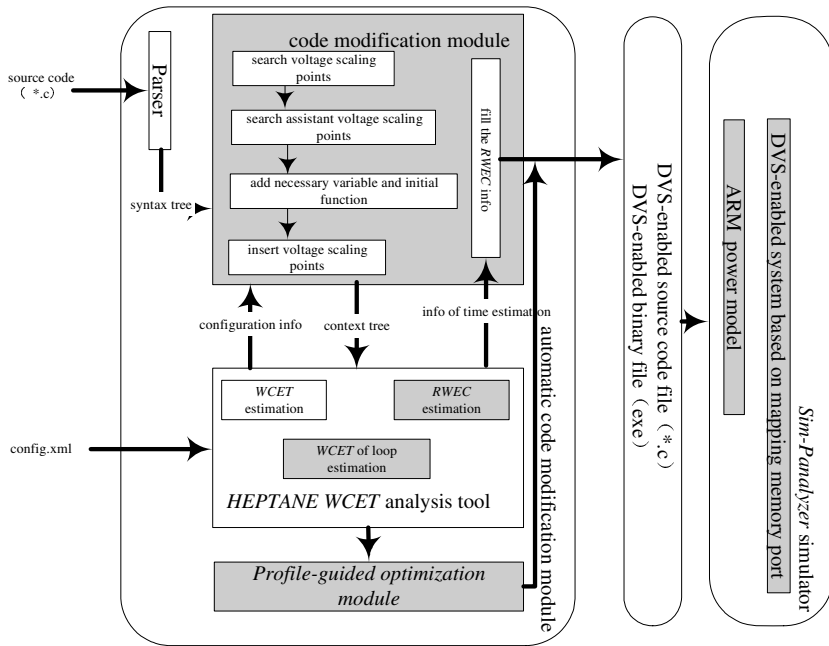 source code
( *.c)
Parser
syntax tree
code modification module
search voltage scaling
points
search assistant voltage scaling
points
add necessary variable and initial
function
insert voltage scaling
points
fill the RWEC info
configuration info
context tree
info of time estimation
config.xml
WCET
estimation
RWEC
estimation
WCET of loop
estimation
HEPTANE WCET analysis tool
Profile-guided optimization
module
automatic code modification module
DVS-enabled source code file (*.c)
DVS-enabled binary file (exe)
ARM power model
DVS-enabled system based on mapping memory port
Sim-Panalyzer simulator